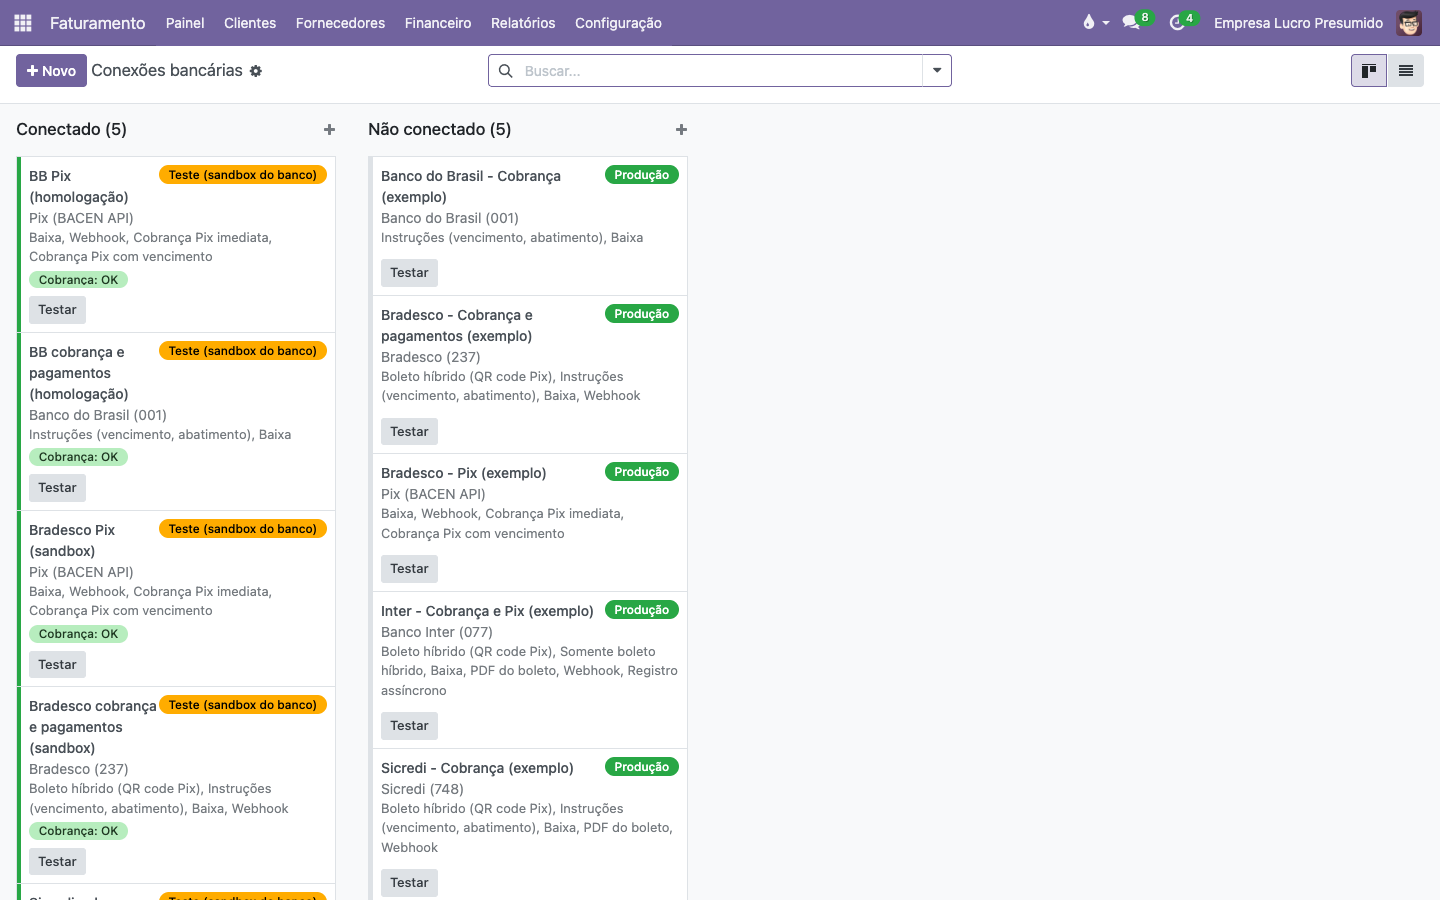 Faturamento Painel Clientes Fornecedores Financeiro Relatórios Configuração 8 4 Empresa Lucro Presumido
Novo Conexões bancárias Buscar...
Conectado (5)
BB Pix (homologação) Teste (sandbox do banco)
Pix (BACEN API)
Baixa, Webhook, Cobrança Pix imediata,
Cobrança Pix com vencimento
Cobrança: OK
Testar
BB cobrança e pagamentos (homologação) Teste (sandbox do banco)
Banco do Brasil (001)
Instruções (vencimento, abatimento), Baixa
Cobrança: OK
Testar
Bradesco Pix (sandbox) Teste (sandbox do banco)
Pix (BACEN API)
Baixa, Webhook, Cobrança Pix imediata,
Cobrança Pix com vencimento
Cobrança: OK
Testar
Bradesco cobrança e pagamentos (sandbox) Teste (sandbox do banco)
Bradesco (237)
Boleto híbrido (QR code Pix), Instruções
(vencimento, abatimento), Baixa, Webhook
Cobrança: OK
Testar
Não conectado (5)
Banco do Brasil - Cobrança (exemplo) Produção
Banco do Brasil (001)
Instruções (vencimento, abatimento), Baixa
Testar
Bradesco - Cobrança e pagamentos (exemplo) Produção
Bradesco (237)
Boleto híbrido (QR code Pix), Instruções
(vencimento, abatimento), Baixa, Webhook
Testar
Bradesco - Pix (exemplo) Produção
Pix (BACEN API)
Baixa, Webhook, Cobrança Pix imediata,
Cobrança Pix com vencimento
Testar
Inter - Cobrança e Pix (exemplo) Produção
Banco Inter (077)
Boleto híbrido (QR code Pix), Somente boleto
híbrido, Baixa, PDF do boleto, Webhook, Registro
assíncrono
Testar
Sicredi - Cobrança (exemplo) Produção
Sicredi (748)
Boleto híbrido (QR code Pix), Instruções
(vencimento, abatimento), Baixa, PDF do boleto,
Webhook
Testar